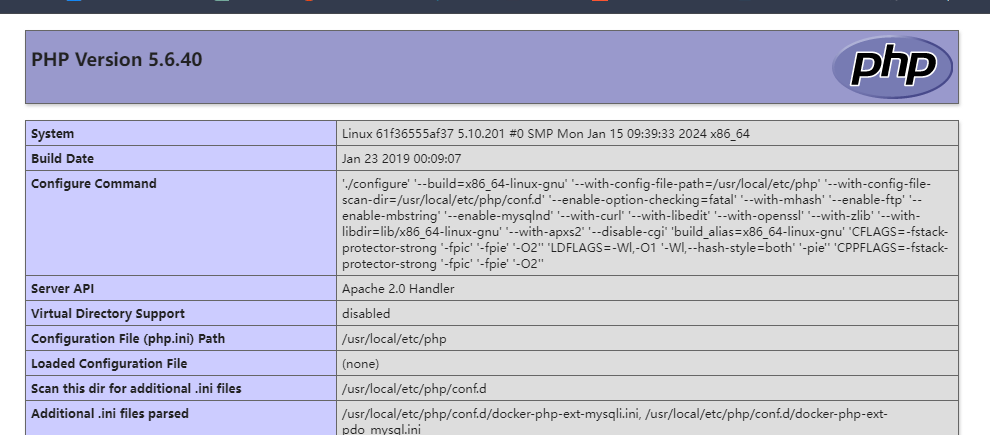 PHP Version 5.6.40
php
System Linux 61f36555af37 5.10.201 #0 SMP Mon Jan 15 09:39:33 2024 x86_64
Build Date Jan 23 2019 00:09:07
Configure Command './configure' '--build=x86_64-linux-gnu' '--with-config-file-path=/usr/local/etc/php' '--with-config-file-
scan-dir=/usr/local/etc/php/conf.d' '--enable-option-checking=fatal' '--with-mhash' '--enable-ftp' '--
enable-mbstring' '--enable-mysqlnd' '--with-curl' '--with-libedit' '--with-openssl' '--with-zlib' '--with-
libdir=lib/x86_64-linux-gnu' '--with-apxs2' '--disable-cgi' 'build_alias=x86_64-linux-gnu' 'CFLAGS=-fstack-
protector-strong '-fpic' '-fpie' '-O2'' 'LDFLAGS=-Wl,-O1 '-Wl,--hash-style=both' '-pie'' 'CPPFLAGS=-fstack-
protector-strong '-fpic' '-fpie' '-O2''
Server API Apache 2.0 Handler
Virtual Directory Support disabled
Configuration File (php.ini) Path /usr/local/etc/php
Loaded Configuration File (none)
Scan this dir for additional .ini files /usr/local/etc/php/conf.d
Additional .ini files parsed /usr/local/etc/php/conf.d/docker-php-ext-mysqli.ini, /usr/local/etc/php/conf.d/docker-php-ext-
pdo_mysql.ini